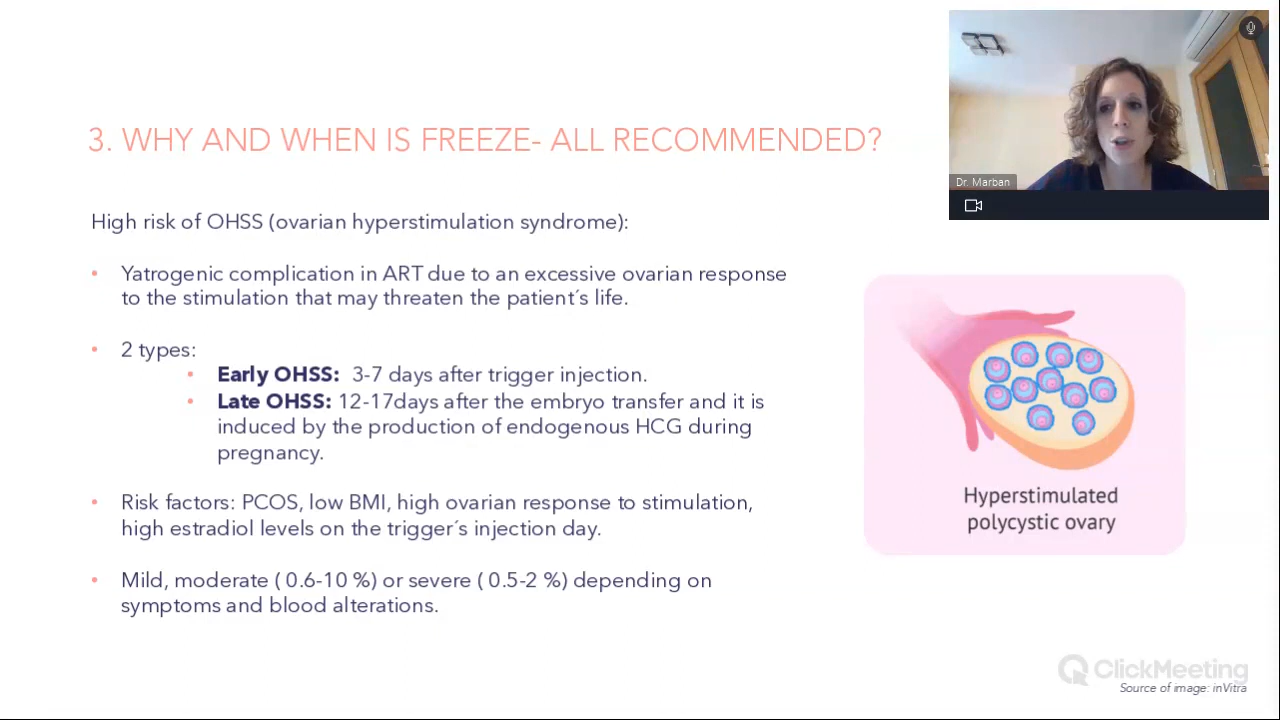 3. WHY AND WHEN IS FREEZE- ALL RECOMMENDED?
Dr. Marban
High risk of OHSS (ovarian hyperstimulation syndrome):
• Yatrogenic complication in ART due to an excessive ovarian response
to the stimulation that may threaten the patient´s life.
• 2 types:
• Early OHSS: 3-7 days after trigger injection.
• Late OHSS: 12-17days after the embryo transfer and it is
induced by the production of endogenous HCG during
pregnancy.
• Risk factors: PCOS, low BMI, high ovarian response to stimulation,
high estradiol levels on the trigger´s injection day.
• Mild, moderate ( 0.6-10 %) or severe ( 0.5-2 %) depending on
symptoms and blood alterations.
Hyperstimulated
polycystic ovary
ClickMeeting
Source of image: inVitra